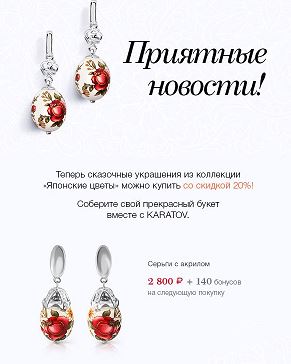 Приятные
новости!
Теперь сказочные украшения из коллекции
«Японские цветы» можно купить со скидкой 20%!
Соберите свой прекрасный букет
вместе с KARATOV.
Серьги с акрилом
2 800 ₽ + 140 бонусов
на следующую покупку